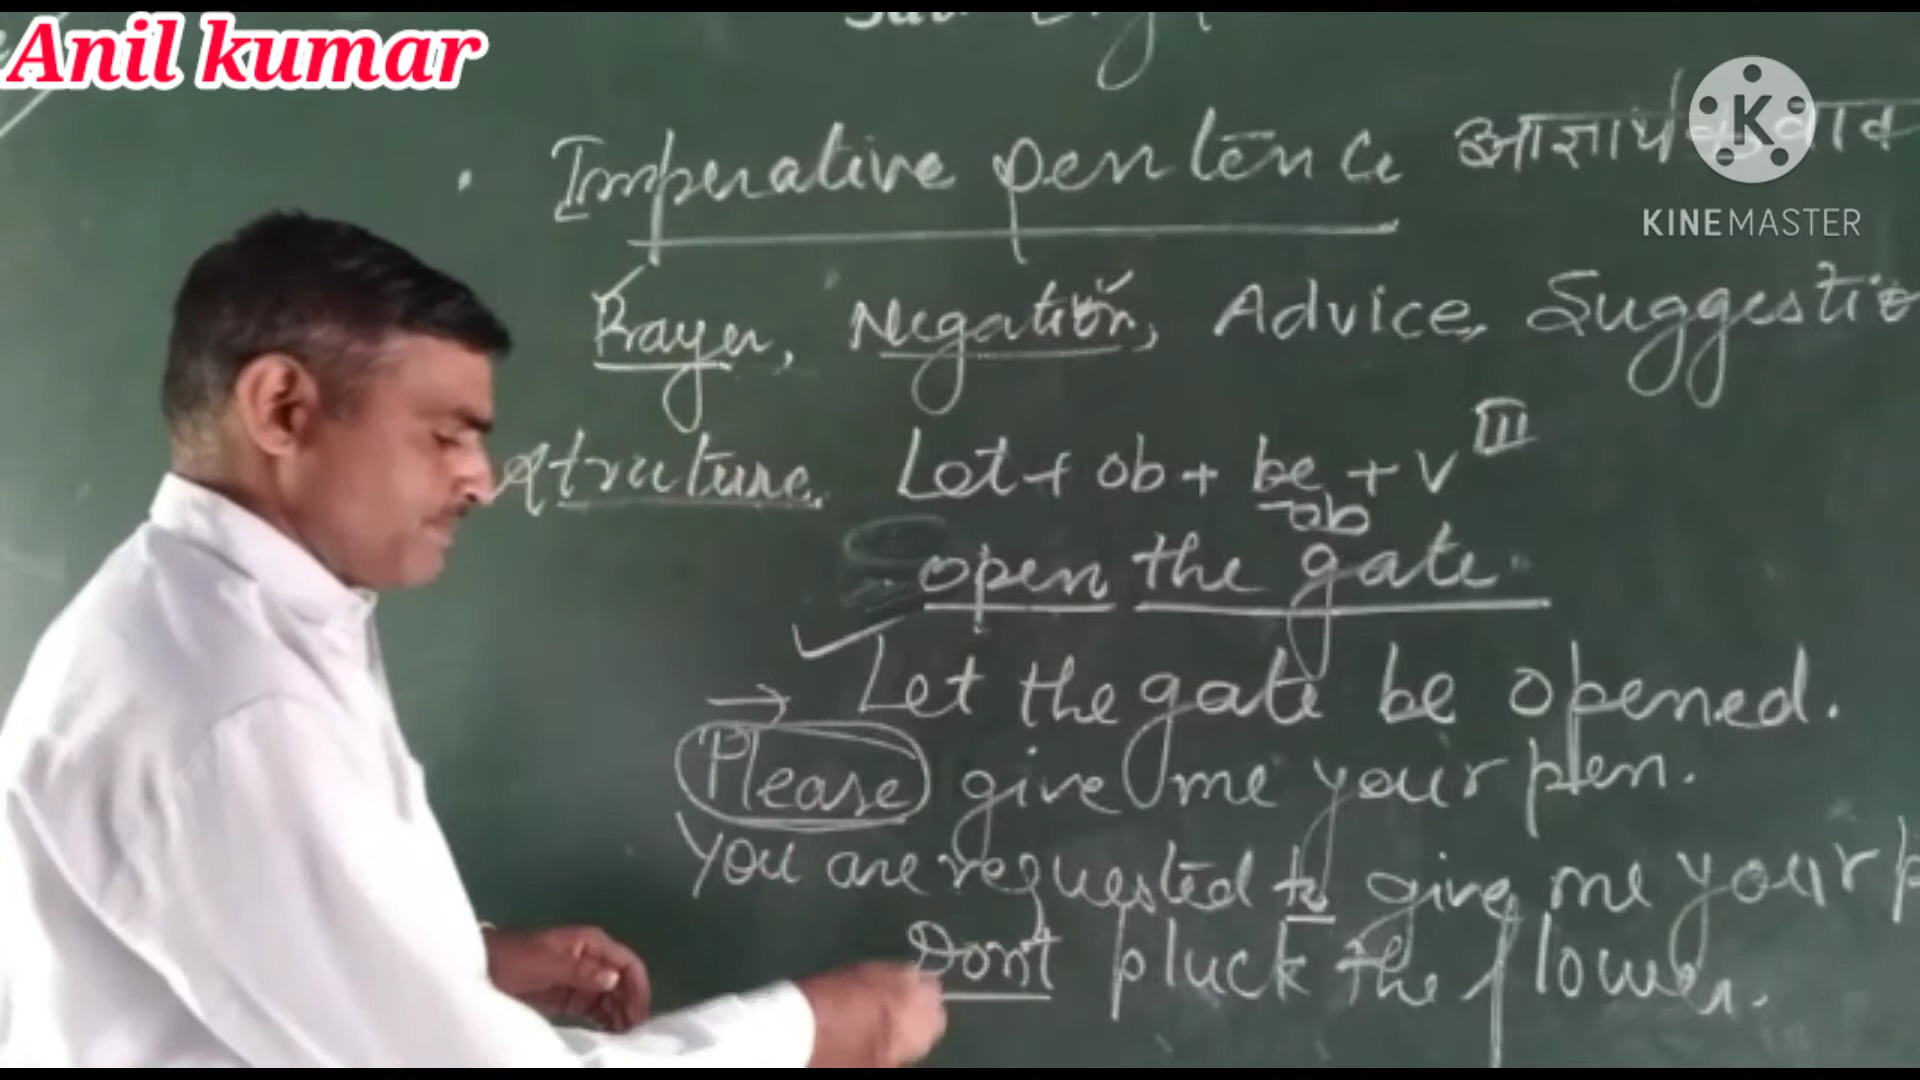 Anil kumar
Imperative Sentence आज्ञार्थक वाक
KINEMASTER
Prayer, Negation, Advice, Suggestio
Structure. Let + ob + be + V III
ob
open the gate
→ Let the gate be opened.
Please give me your pen.
You are requested to give me your p
Don't pluck the flower.